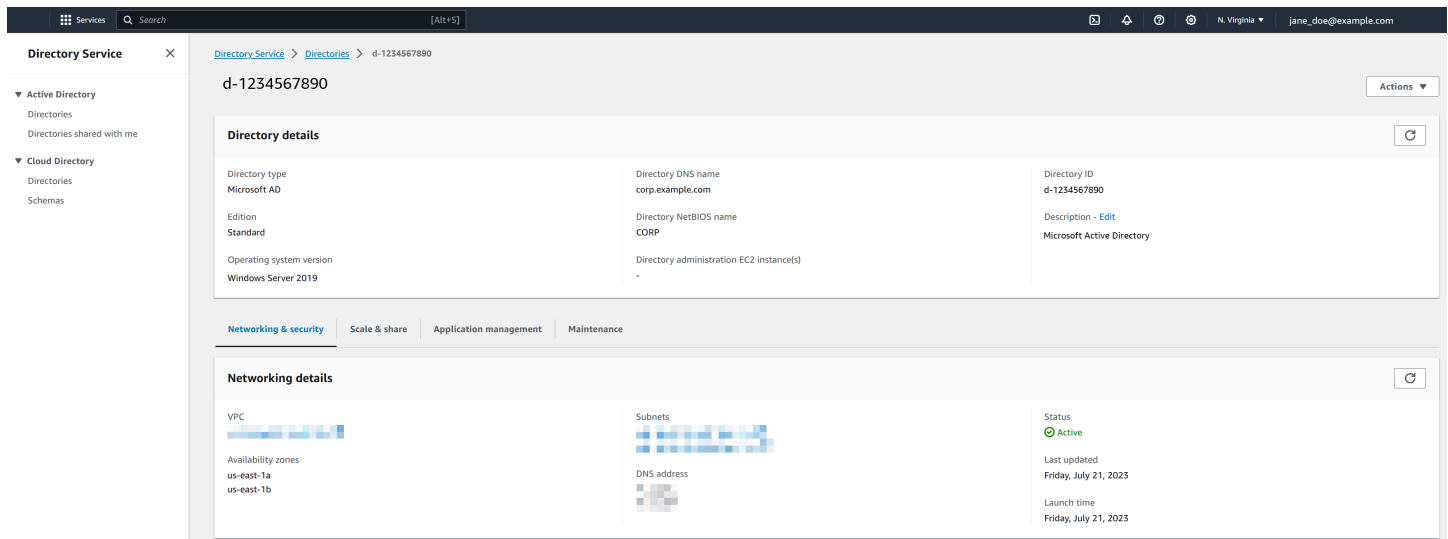 Services
Search [Alt+S]
N. Virginia ▼
jane_doe@example.com
Directory Service
▼ Active Directory
Directories
Directories shared with me
▼ Cloud Directory
Directories
Schemas
Directory Service > Directories > d-1234567890
d-1234567890
Actions ▼
Directory details
Directory type
Microsoft AD
Edition
Standard
Operating system version
Windows Server 2019
Directory DNS name
corp.example.com
Directory NetBIOS name
CORP
Directory administration EC2 instance(s)
-
Directory ID
d-1234567890
Description - Edit
Microsoft Active Directory
Networking & security
Scale & share
Application management
Maintenance
Networking details
VPC
Availability zones
us-east-1a
us-east-1b
Subnets
DNS address
Status
Active
Last updated
Friday, July 21, 2023
Launch time
Friday, July 21, 2023